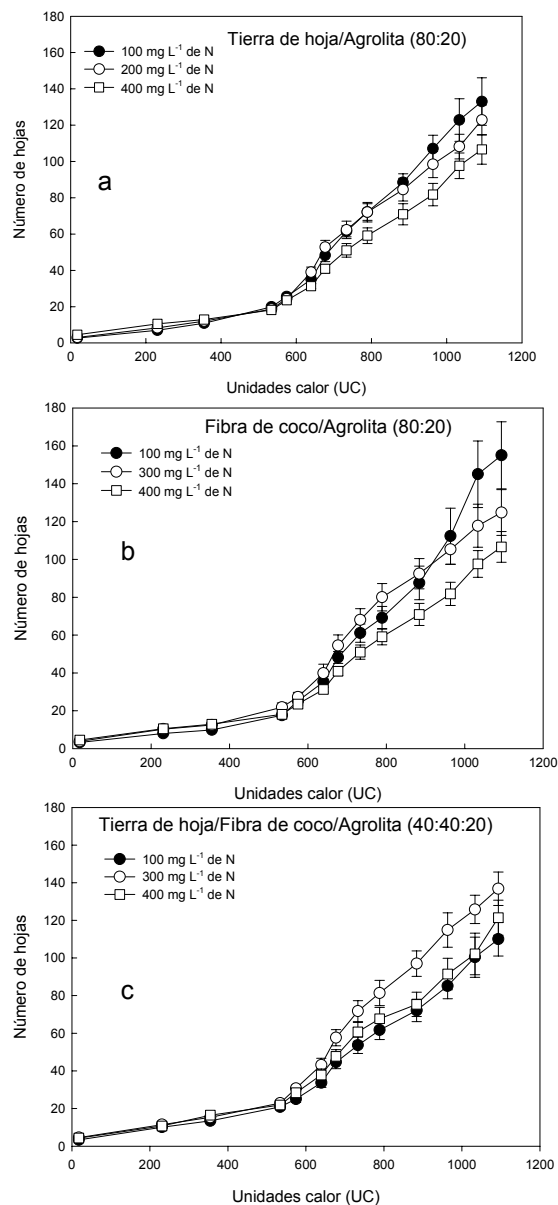 180
Tierra de hoja/Agrolita (80:20)
160
100 mg L⁻¹ de N
200 mg L⁻¹ de N
400 mg L⁻¹ de N
140
120
100
80
60
40
20
0
Número de hojas
a
0 200 400 600 800 1000 1200
Unidades calor (UC)
180
Fibra de coco/Agrolita (80:20)
160
100 mg L⁻¹ de N
300 mg L⁻¹ de N
400 mg L⁻¹ de N
140
120
100
80
60
40
20
0
Número de hojas
b
0 200 400 600 800 1000 1200
Unidades calor (UC)
180
Tierra de hoja/Fibra de coco/Agrolita (40:40:20)
160
100 mg L⁻¹ de N
300 mg L⁻¹ de N
400 mg L⁻¹ de N
140
120
100
80
60
40
20
0
Número de hojas
c
0 200 400 600 800 1000 1200
Unidades calor (UC)